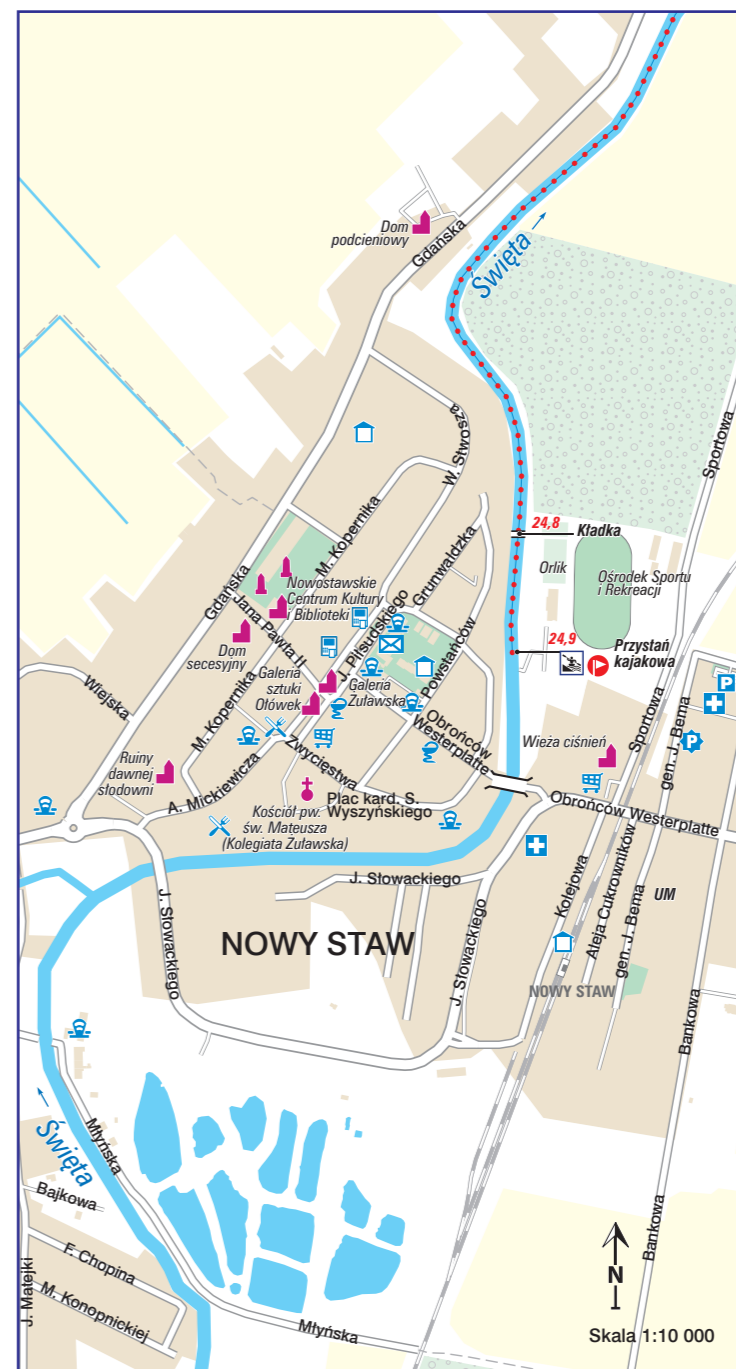 Dom
podcieniowy
Gdańska
Święta
Sportowa
W. Stwosza
24,8
Kładka
M. Kopernika
Grunwaldzka
Orlik
Ośrodek Sportu
i Rekreacji
Gdańska
Nowostawskie
Centrum Kultury
i Biblioteki
Jana Pawła II
J. Piłsudskiego
24,9
Przystań
kajakowa
Dom
secesyjny
Powstańców
Galeria
sztuki
Ołówek
Galeria
Żuławska
Wiejska
M. Kopernika
Obrońców
Westerplatte
Sportowa
gen. J. Bema
P
P
Wieża ciśnień
Zwycięstwa
Ruiny
dawnej
słodowni
A. Mickiewicza
Plac kard. S.
Wyszyńskiego
Kościół pw.
św. Mateusza
(Kolegiata Żuławska)
Obrońców Westerplatte
J. Słowackiego
J. Słowackiego
J. Słowackiego
Kolejowa
Aleja Cukrowników
gen. J. Bema
UM
NOWY STAW
NOWY STAW
Bankowa
Święta
Młyńska
Bajkowa
F. Chopina
M. Konopnickiej
J. Matejki
Młyńska
Bankowa
N
Skala 1:10 000